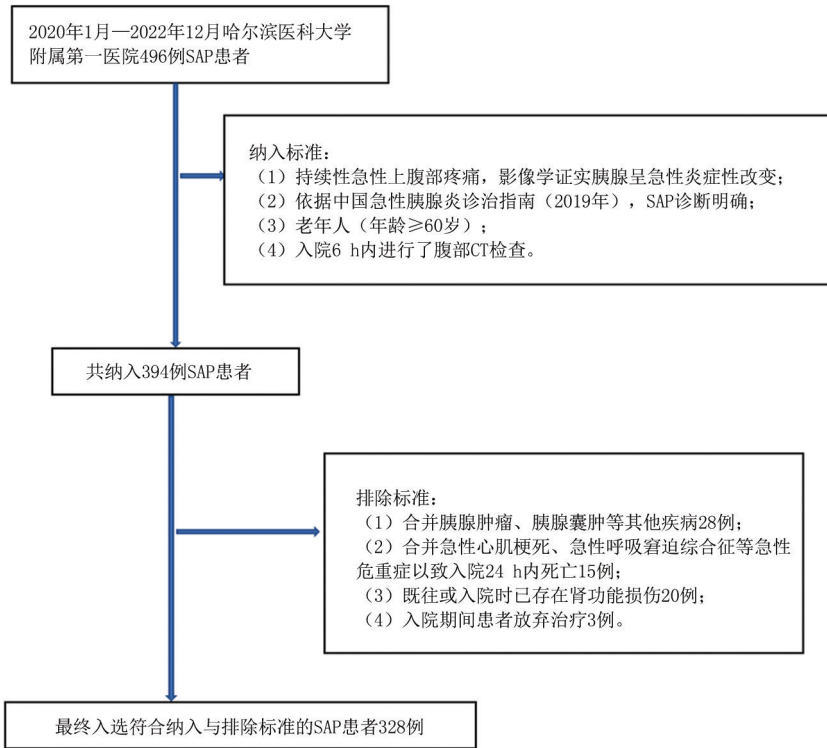 2020年1月—2022年12月哈尔滨医科大学
附属第一医院496例SAP患者
纳入标准：
（1）持续性急性上腹部疼痛，影像学证实胰腺呈急性炎症性改变；
（2）依据中国急性胰腺炎诊治指南（2019年），SAP诊断明确；
（3）老年人（年龄≥60岁）；
（4）入院6 h内进行了腹部CT检查。
共纳入394例SAP患者
排除标准：
（1）合并胰腺肿瘤、胰腺囊肿等其他疾病28例；
（2）合并急性心肌梗死、急性呼吸窘迫综合征等急性
危重症以致入院24 h内死亡15例；
（3）既往或入院时已存在肾功能损伤20例；
（4）入院期间患者放弃治疗3例。
最终入选符合纳入与排除标准的SAP患者328例